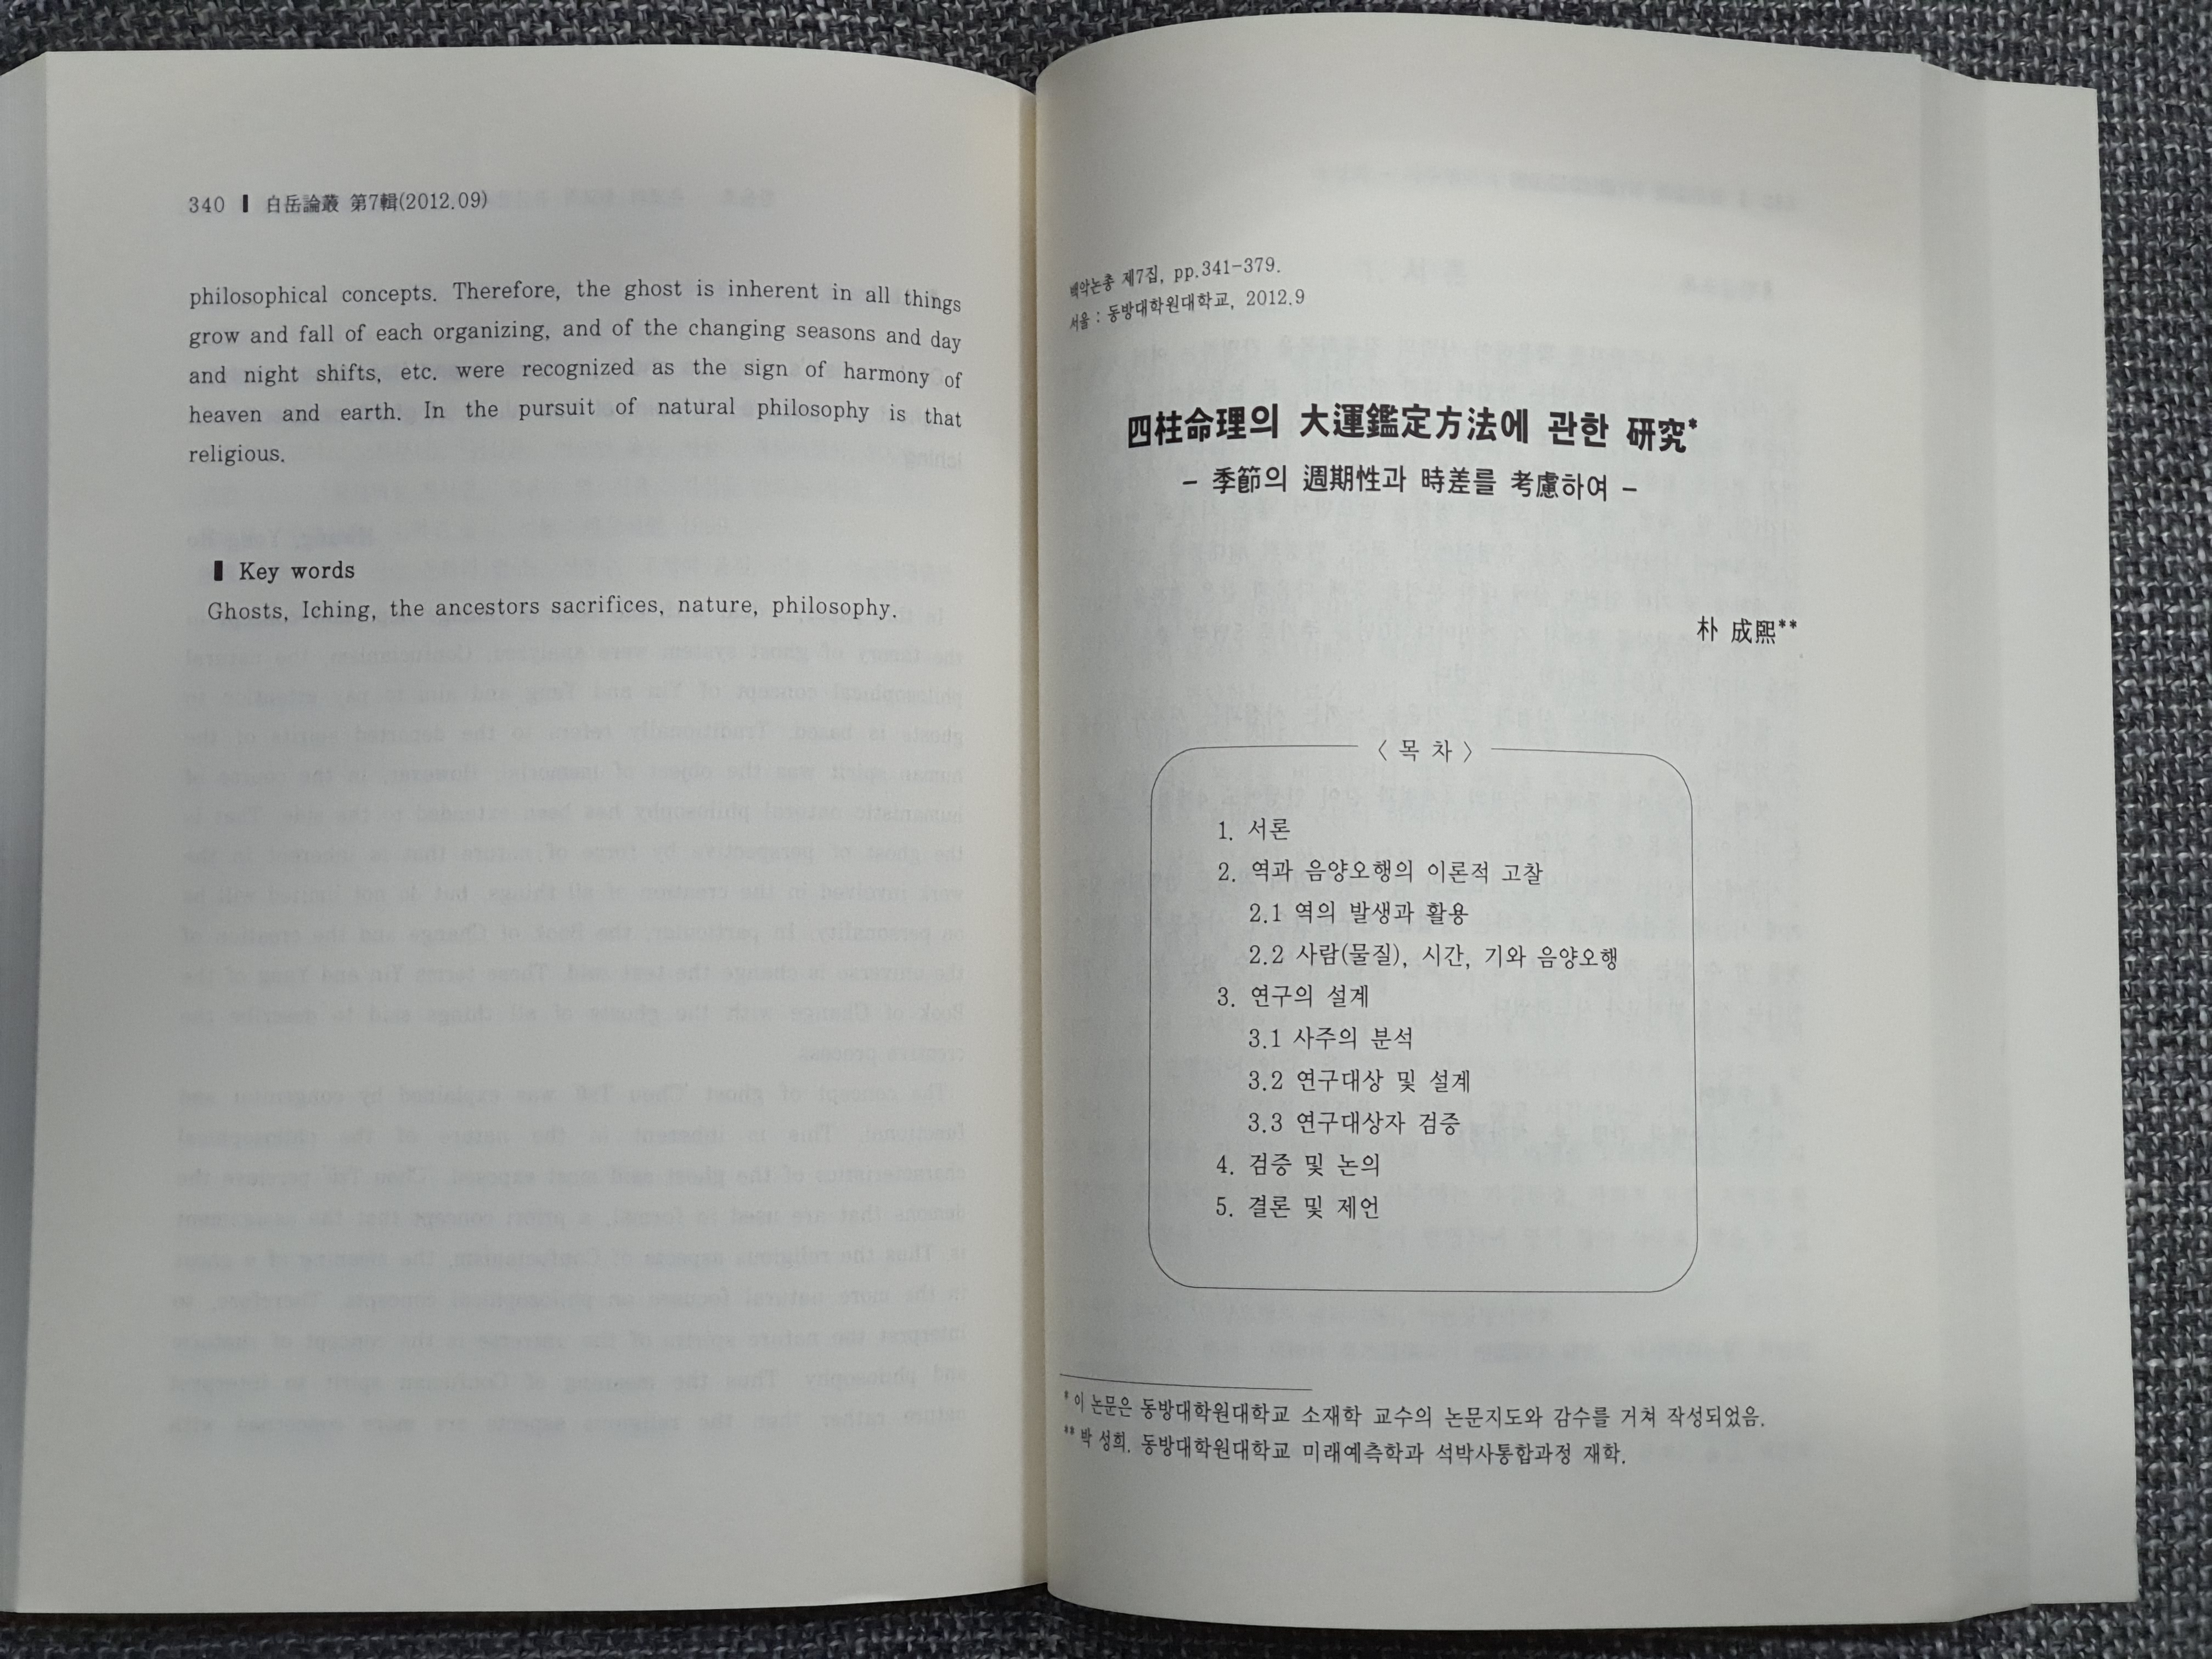 340 ▌ 白岳論叢 第7輯(2012.09)
philosophical concepts. Therefore, the ghost is inherent in all things
grow and fall of each organizing, and of the changing seasons and day
and night shifts, etc. were recognized as the sign of harmony of
heaven and earth. In the pursuit of natural philosophy is that
religious.
▌ Key words
Ghosts, Iching, the ancestors sacrifices, nature, philosophy.
백악논총 제7집, pp.341-379.
서울 : 동방대학원대학교, 2012.9
四柱命理의 大運鑑定方法에 관한 研究*
- 季節의 週期性과 時差를 考慮하여 -
朴 成熙**
〈 목 차 〉
1. 서론
2. 역과 음양오행의 이론적 고찰
2.1 역의 발생과 활용
2.2 사람(물질), 시간, 기와 음양오행
3. 연구의 설계
3.1 사주의 분석
3.2 연구대상 및 설계
3.3 연구대상자 검증
4. 검증 및 논의
5. 결론 및 제언
* 이 논문은 동방대학원대학교 소재학 교수의 논문지도와 감수를 거쳐 작성되었음.
** 박 성희. 동방대학원대학교 미래예측학과 석박사통합과정 재학.